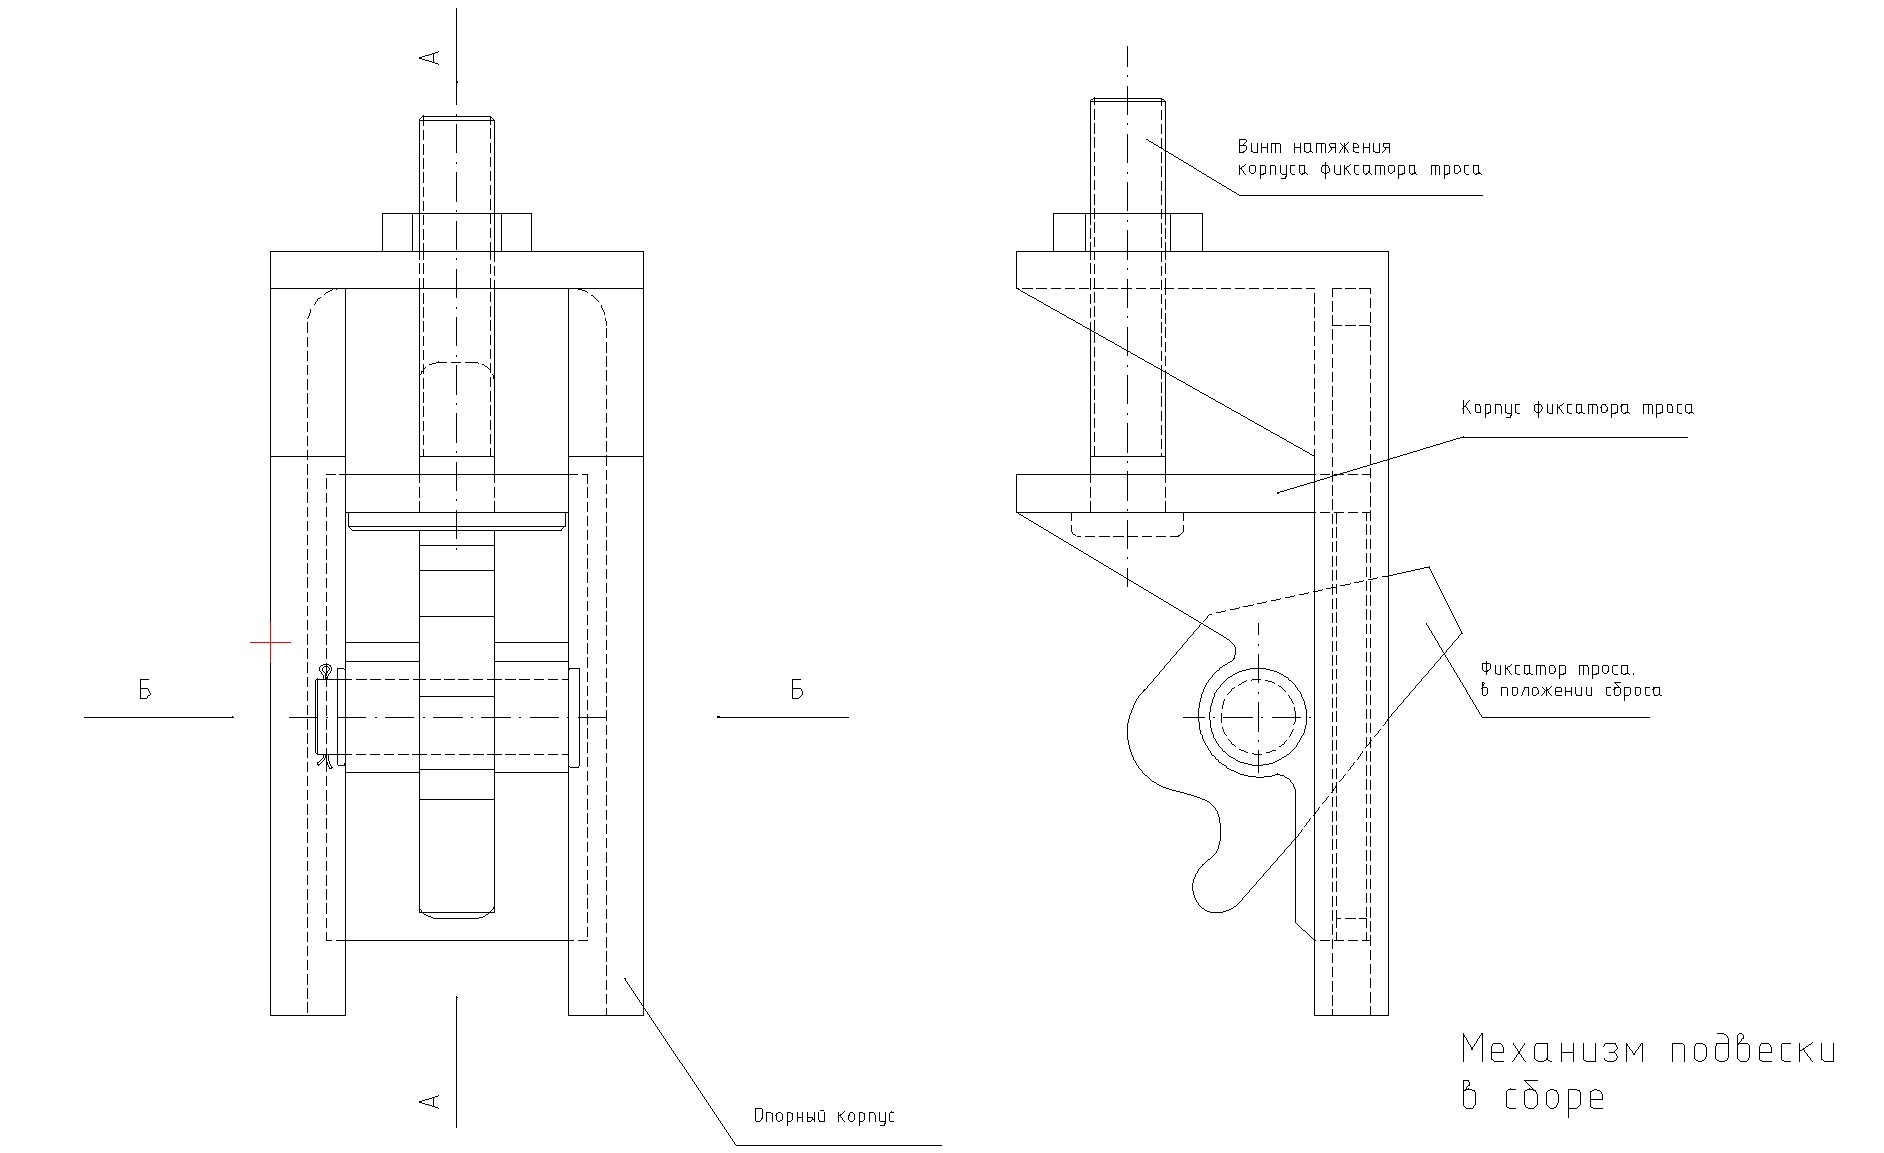 А
Винт натяжения
корпуса фиксатора троса
Корпус фиксатора троса
Б
Б
Фиксатор троса.
в положении сброса
А
Опорный корпус
Механизм подвески
в сборе